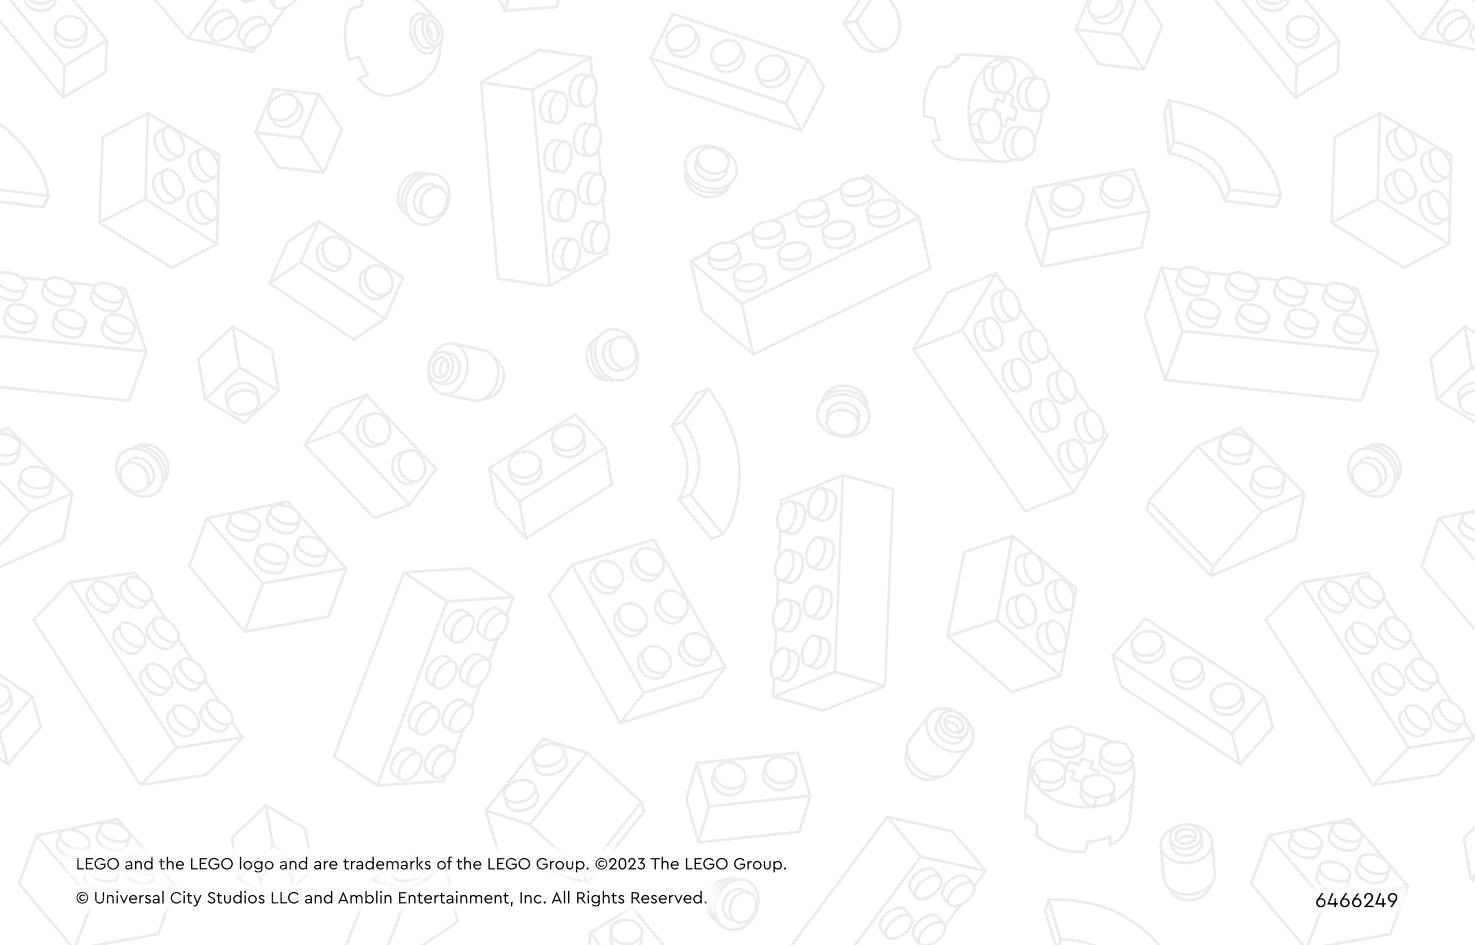 LEGO and the LEGO logo and are trademarks of the LEGO Group. ©2023 The LEGO Group.
© Universal City Studios LLC and Amblin Entertainment, Inc. All Rights Reserved.
6466249